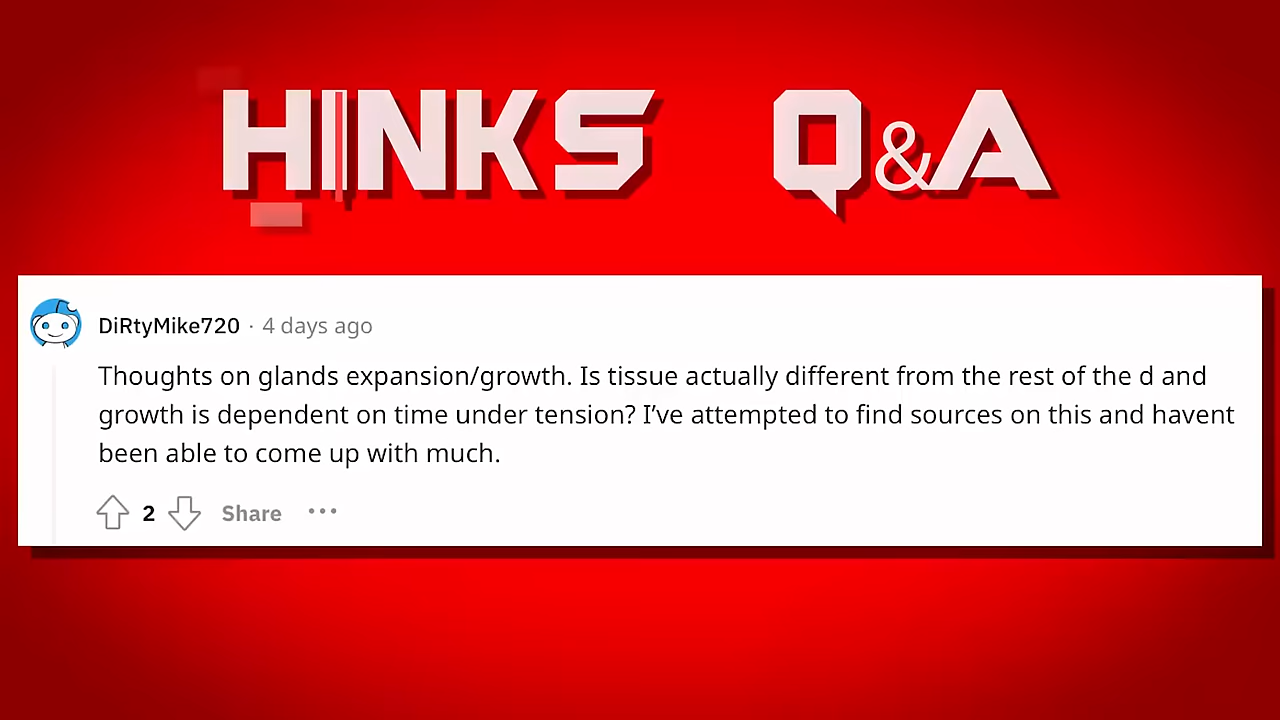 HINKS Q&A
DiRtyMike720 · 4 days ago
Thoughts on glands expansion/growth. Is tissue actually different from the rest of the d and
growth is dependent on time under tension? I’ve attempted to find sources on this and havent
been able to come up with much.
2 Share ···